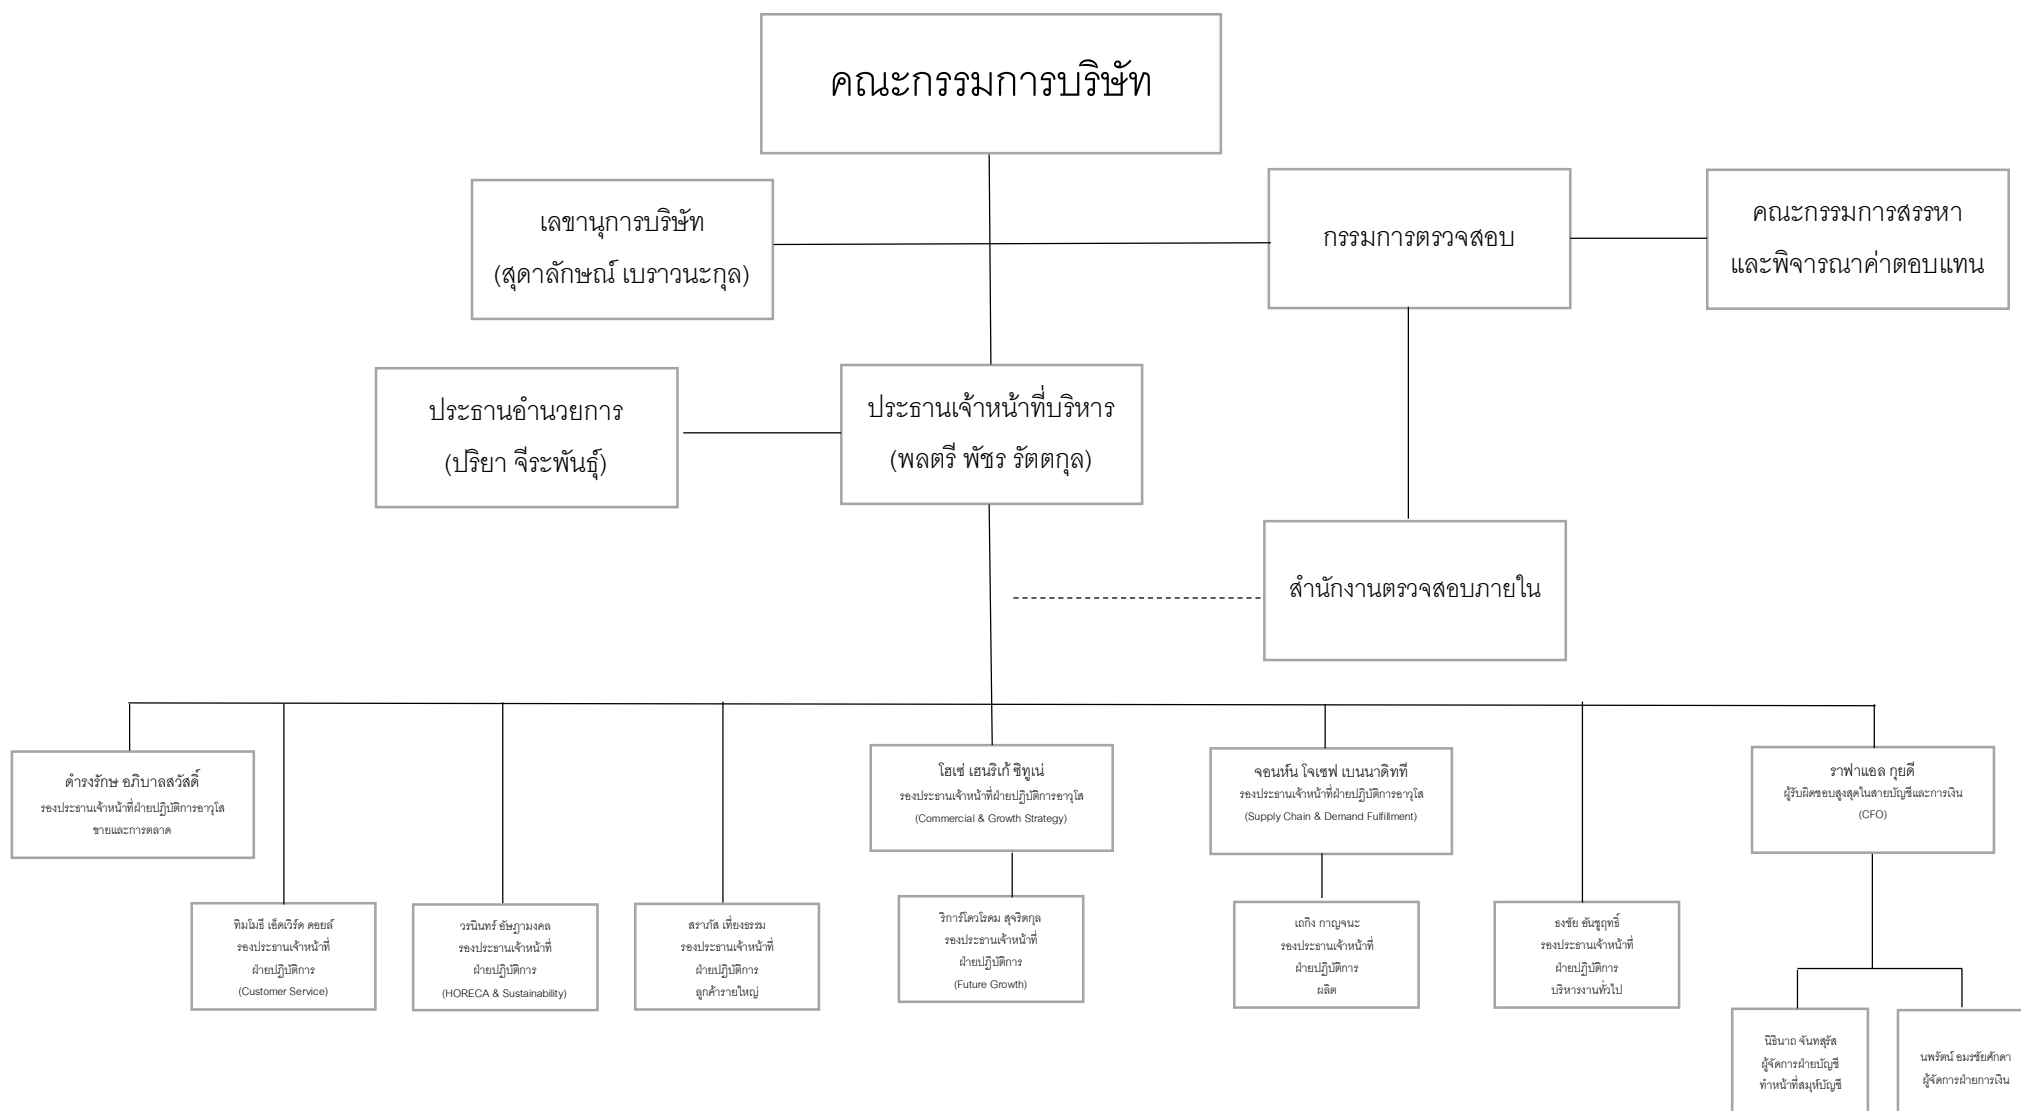 คณะกรรมการบริษัท
เลขานุการบริษัท
(สุดาลักษณ์ เบราวนะกุล)
กรรมการตรวจสอบ
คณะกรรมการสรรหา
และพิจารณาค่าตอบแทน
ประธานอำนวยการ
(ปริยา จีระพันธุ์)
ประธานเจ้าหน้าที่บริหาร
(พลตรี พัชร รัตตกุล)
สำนักงานตรวจสอบภายใน
ดำรงรักษ อภิบาลสวัสดิ์
รองประธานเจ้าหน้าที่ฝ่ายปฏิบัติการอาวุโส
ขายและการตลาด
โฮเซ่ เฮนริเก้ ซิทูเน่
รองประธานเจ้าหน้าที่ฝ่ายปฏิบัติการอาวุโส
(Commercial & Growth Strategy)
จอนห์น โจเซฟ เบนนาดิทที
รองประธานเจ้าหน้าที่ฝ่ายปฏิบัติการอาวุโส
(Supply Chain & Demand Fulfillment)
ราฟาแอล กุยดี
ผู้รับผิดชอบสูงสุดในสายบัญชีและการเงิน
(CFO)
ทิมโมธี เอ็ดเวิร์ด ดอยล์
รองประธานเจ้าหน้าที่
ฝ่ายปฏิบัติการ
(Customer Service)
วรนินทร์ อัษฎามงคล
รองประธานเจ้าหน้าที่
ฝ่ายปฏิบัติการ
(HORECA & Sustainability)
สราภัส เที่ยงธรรม
รองประธานเจ้าหน้าที่
ฝ่ายปฏิบัติการ
ลูกค้ารายใหญ่
ริการ์โดวโรดม สุจริตกุล
รองประธานเจ้าหน้าที่
ฝ่ายปฏิบัติการ
(Future Growth)
เถกิง กาญจนะ
รองประธานเจ้าหน้าที่
ฝ่ายปฏิบัติการ
ผลิต
ธงชัย อันชูฤทธิ์
รองประธานเจ้าหน้าที่
ฝ่ายปฏิบัติการ
บริหารงานทั่วไป
นิธินาถ จันทสุรัส
ผู้จัดการฝ่ายบัญชี
ทำหน้าที่สมุห์บัญชี
นพรัตน์ อมรชัยศักดา
ผู้จัดการฝ่ายการเงิน